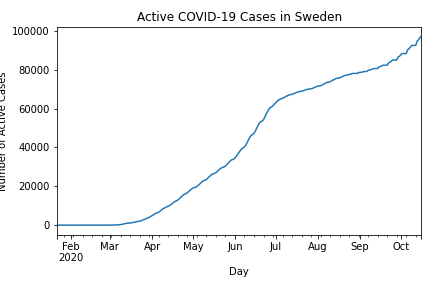 Active COVID-19 Cases in Sweden
100000
80000
60000
40000
20000
0
Number of Active Cases
Feb Mar Apr May Jun Jul Aug Sep Oct
2020
Day